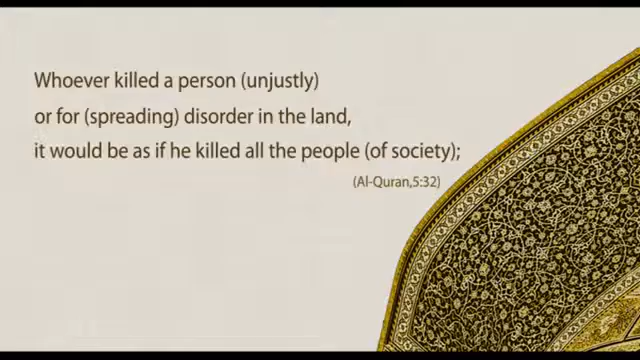 Whoever killed a person (unjustly)
or for (spreading) disorder in the land,
it would be as if he killed all the people (of society);
(Al-Quran,5:32)